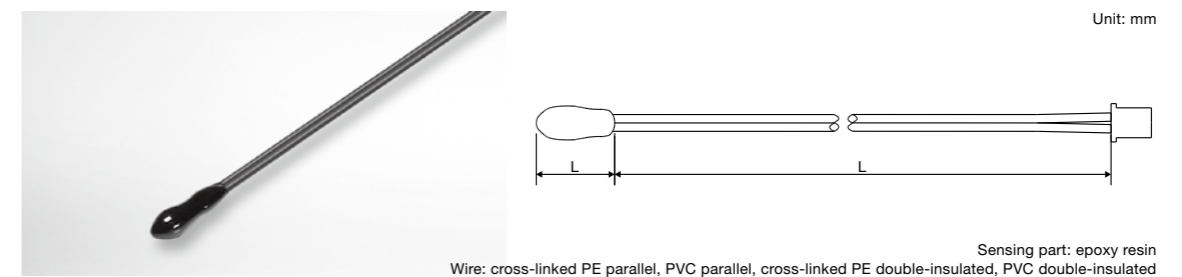 Unit: mm
L
L
Sensing part: epoxy resin
Wire: cross-linked PE parallel, PVC parallel, cross-linked PE double-insulated, PVC double-insulated